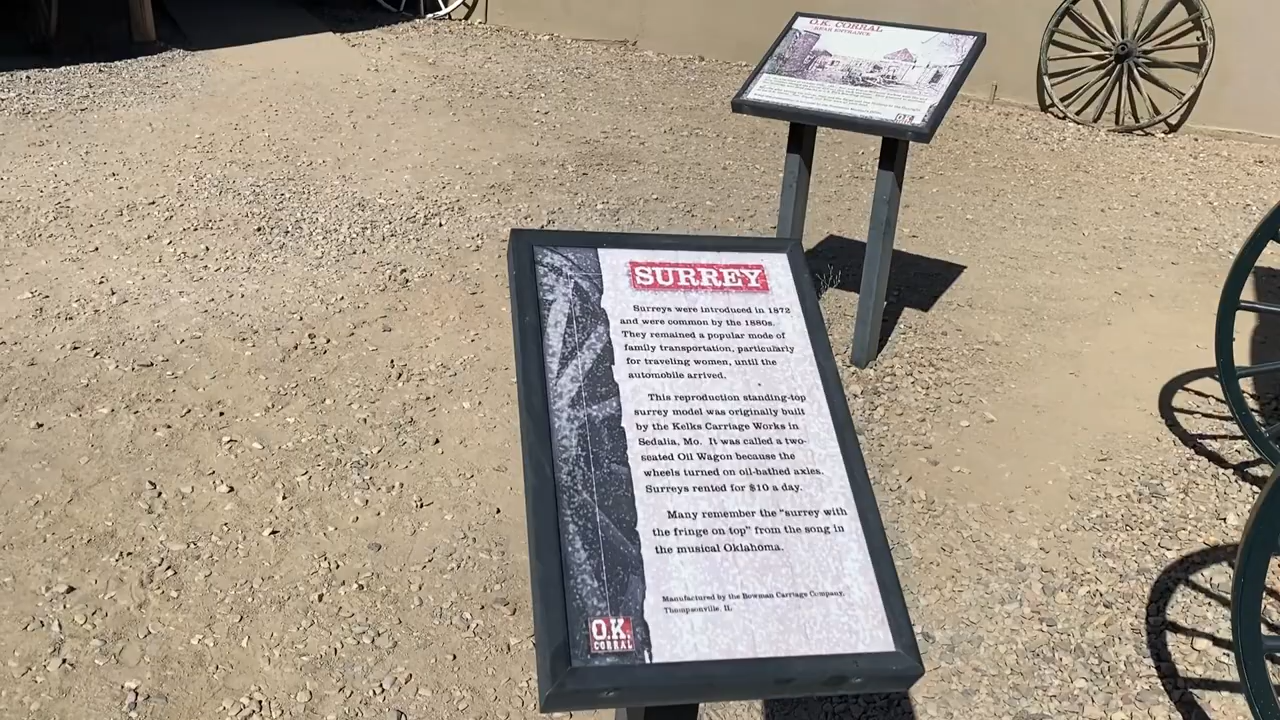 O.K. CORRAL
REAR ENTRANCE
O.K.
SURREY
Surreys were introduced in 1872
and were common by the 1880s.
They remained a popular mode of
family transportation, particularly
for traveling women, until the
automobile arrived.
This reproduction standing-top
surrey model was originally built
by the Kelks Carriage Works in
Sedalia, Mo. It was called a two-
seated Oil Wagon because the
wheels turned on oil-bathed axles.
Surreys rented for $10 a day.
Many remember the "surrey with
the fringe on top" from the song in
the musical Oklahoma.
Manufactured by the Bowman Carriage Company,
Thompsonville, IL
O.K.
CORRAL